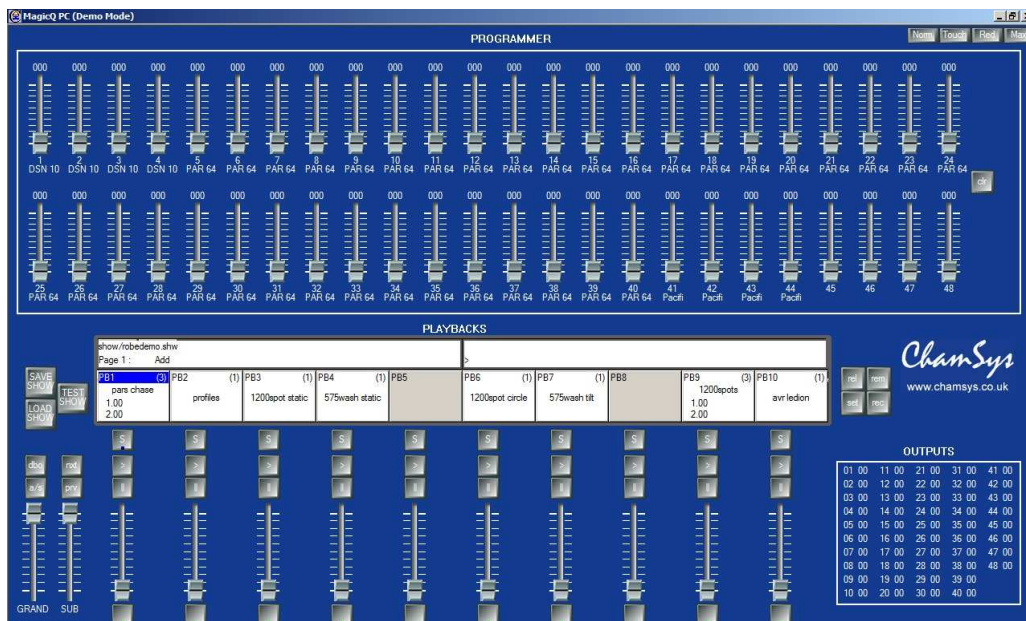 MagicQ PC (Demo Mode)
PROGRAMMER
Norm Touch Red Max
000 000 000 000 000 000 000 000 000 000 000 000 000 000 000 000 000 000 000 000 000 000 000 000
1 2 3 4 5 6 7 8 9 10 11 12 13 14 15 16 17 18 19 20 21 22 23 24
DSN 10 DSN 10 DSN 10 DSN 10 PAR 64 PAR 64 PAR 64 PAR 64 PAR 64 PAR 64 PAR 64 PAR 64 PAR 64 PAR 64 PAR 64 PAR 64 PAR 64 PAR 64 PAR 64 PAR 64 PAR 64 PAR 64 PAR 64 PAR 64
clr
000 000 000 000 000 000 000 000 000 000 000 000 000 000 000 000 000 000 000 000 000 000 000 000
25 26 27 28 29 30 31 32 33 34 35 36 37 38 39 40 41 42 43 44 45 46 47 48
PAR 64 PAR 64 PAR 64 PAR 64 PAR 64 PAR 64 PAR 64 PAR 64 PAR 64 PAR 64 PAR 64 PAR 64 PAR 64 PAR 64 PAR 64 PAR 64 Pacifi Pacifi Pacifi Pacifi
PLAYBACKS
show/robedemo.shw
Page 1 : Add
>
SAVE SHOW
LOAD SHOW
TEST SHOW
PB1 (3) PB2 (1) PB3 (1) PB4 (1) PB5 PB6 (1) PB7 (1) PB8 PB9 (3) PB10 (1)
pars chase profiles 1200spot static 575wash static 1200spot circle 575wash tilt 1200spots avr ledion
1.00 1.00
2.00 2.00
ChamSys
www.chamsys.co.uk
rel rem
set rec
S S S S S S S S S S
dbo nxt > > > > > > > > > >
a/s prv || || || || || || || || || ||
GRAND SUB
OUTPUTS
01 00 11 00 21 00 31 00 41 00
02 00 12 00 22 00 32 00 42 00
03 00 13 00 23 00 33 00 43 00
04 00 14 00 24 00 34 00 44 00
05 00 15 00 25 00 35 00 45 00
06 00 16 00 26 00 36 00 46 00
07 00 17 00 27 00 37 00 47 00
08 00 18 00 28 00 38 00 48 00
09 00 19 00 29 00 39 00
10 00 20 00 30 00 40 00